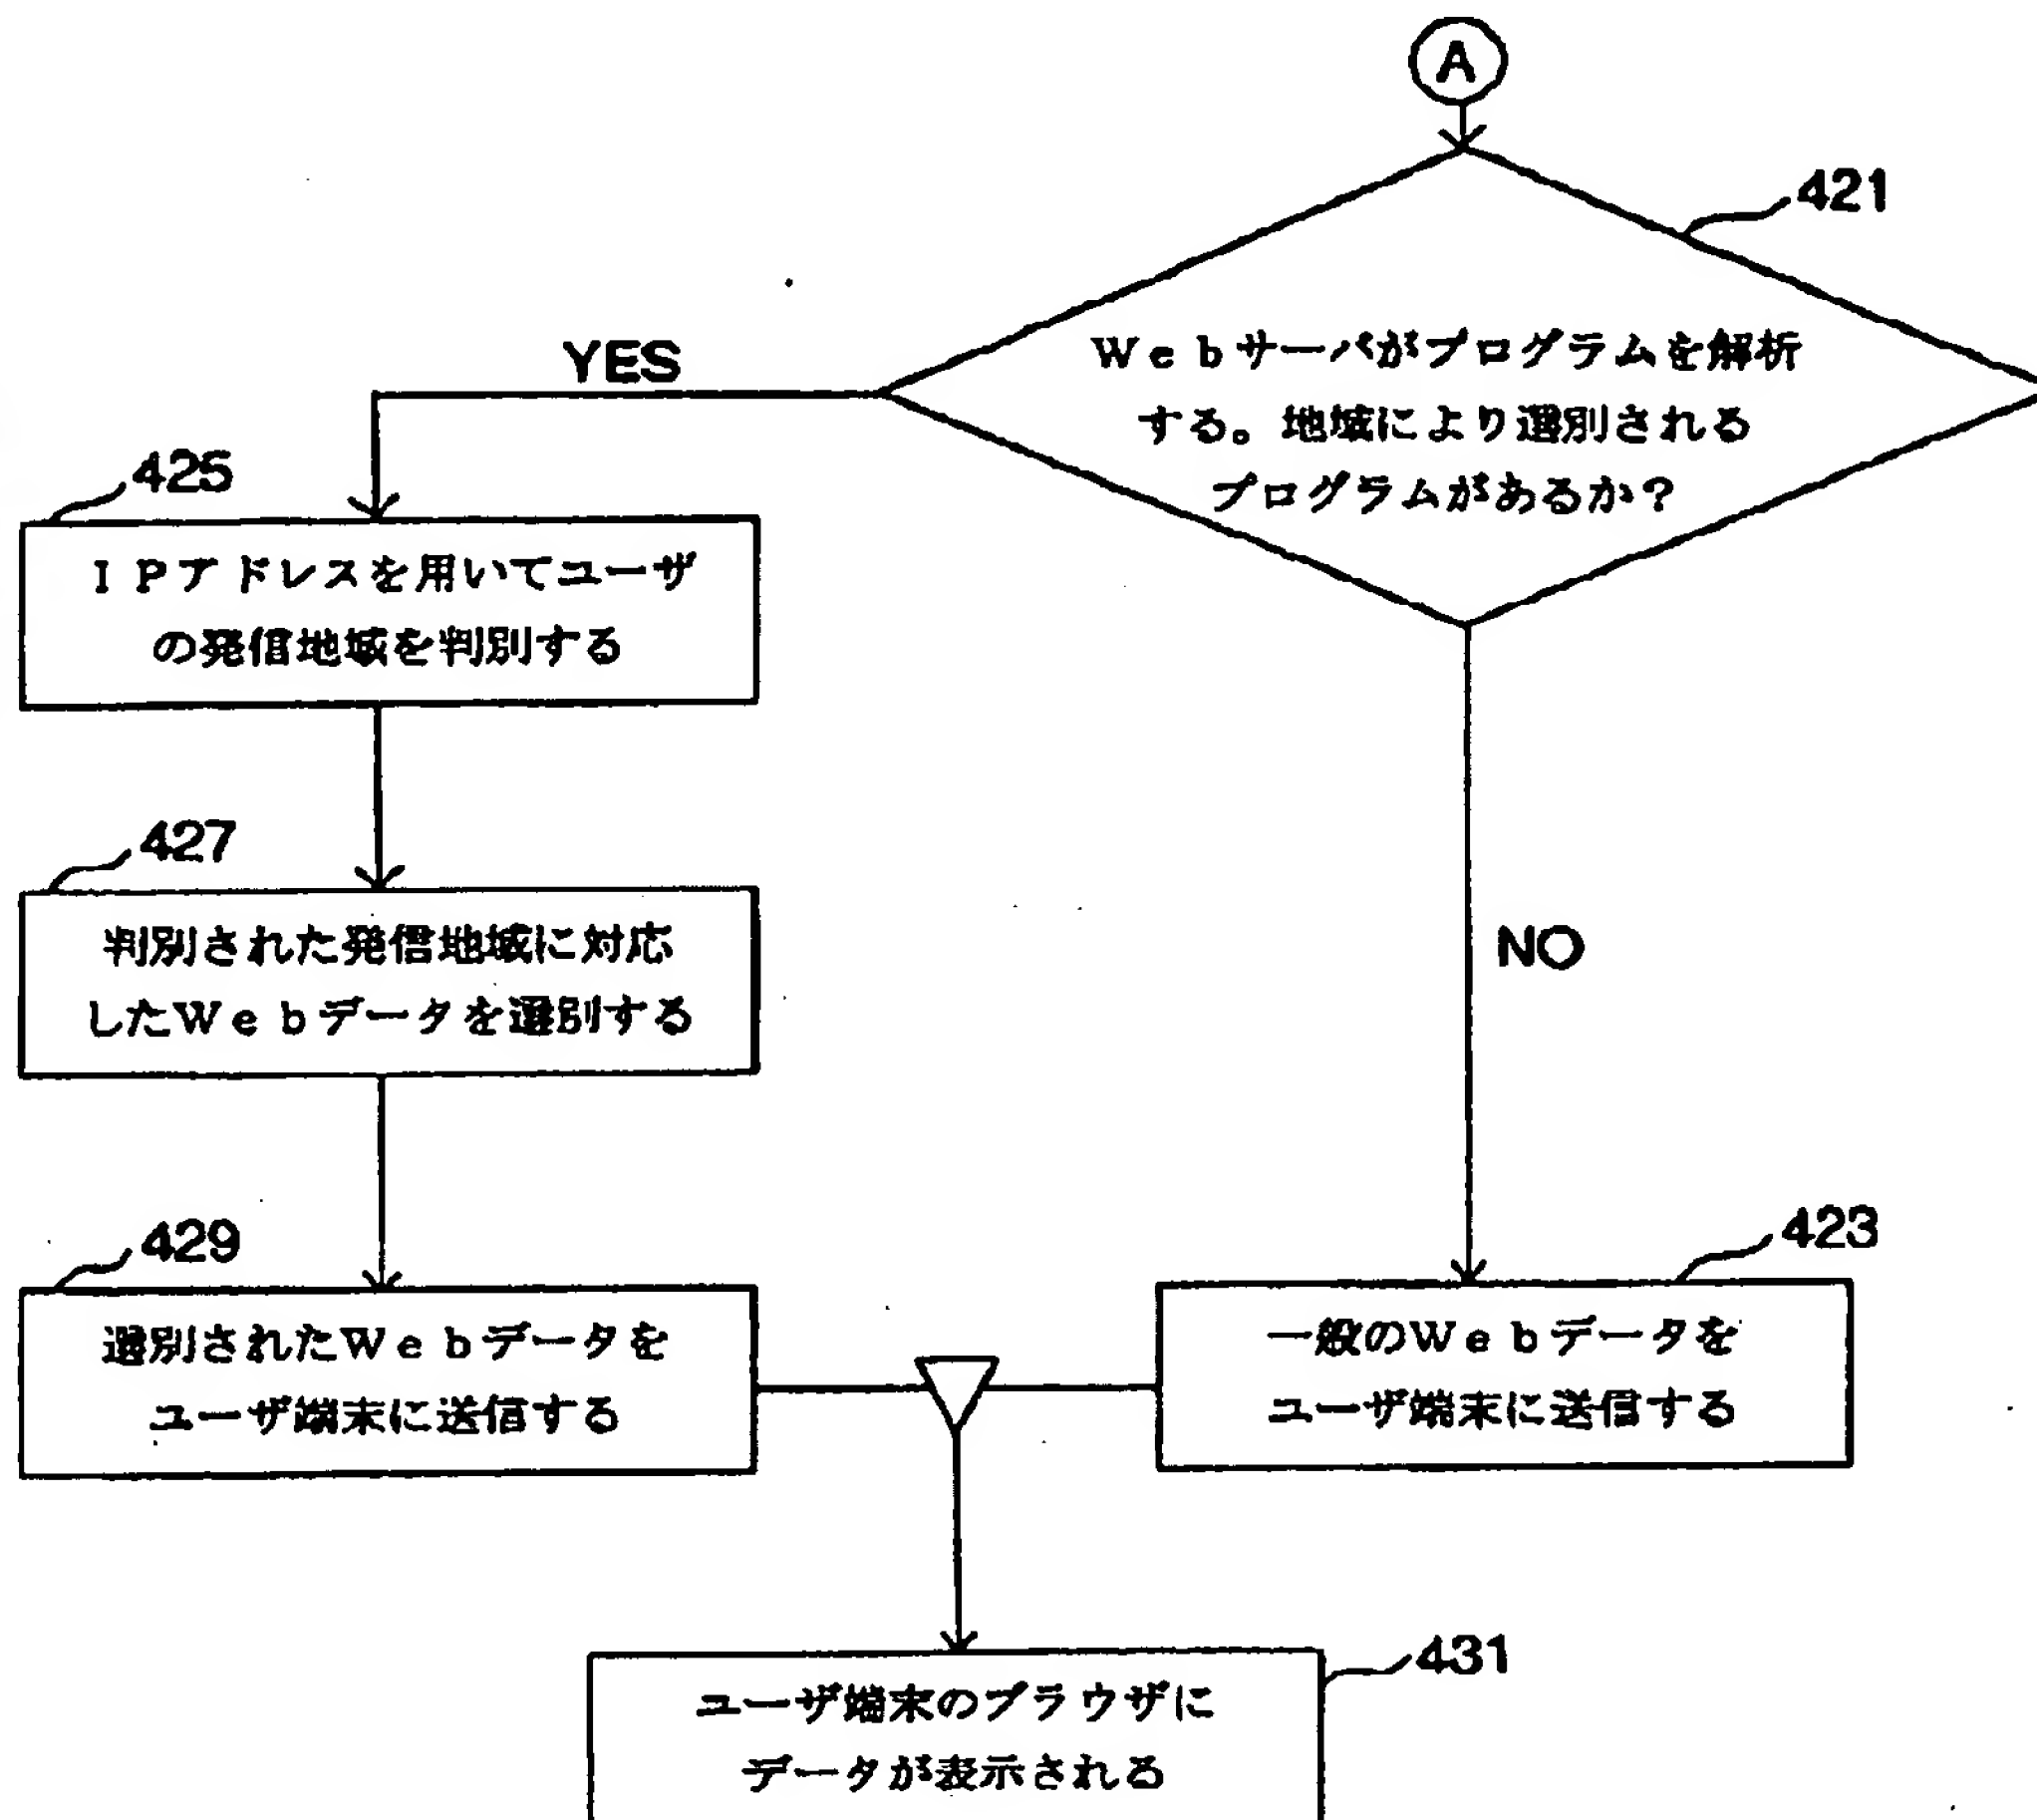 A
421
Webサーバがプログラムを解析
する。地域により選別される
プログラムがあるか？
YES
425
IPアドレスを用いてユーザ
の発信地域を判別する
427
判別された発信地域に対応
したWebデータを選別する
NO
429
選別されたWebデータを
ユーザ端末に送信する
423
一般のWebデータを
ユーザ端末に送信する
431
ユーザ端末のブラウザに
データが表示される